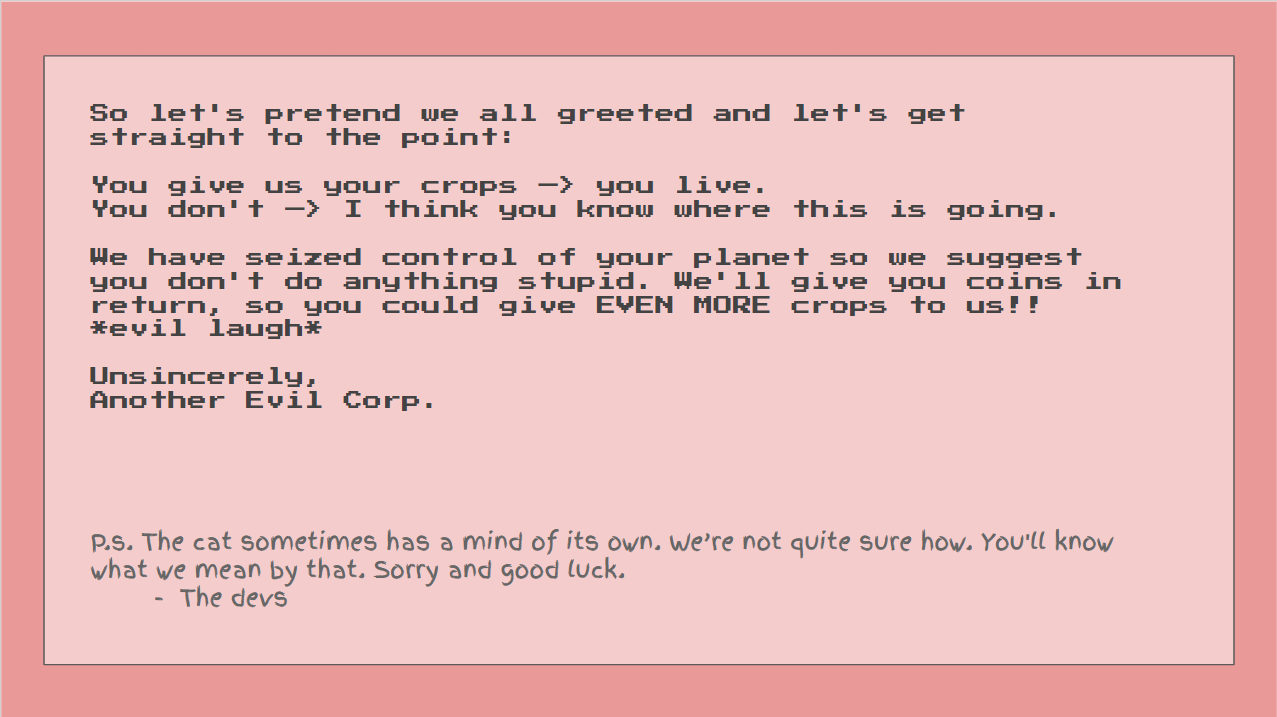 So let's pretend we all greeted and let's get
straight to the point:
You give us your crops —> you live.
You don't —> I think you know where this is going.
We have seized control of your planet so we suggest
you don't do anything stupid. We'll give you coins in
return, so you could give EVEN MORE crops to us!!
*evil laugh*
Unsincerely,
Another Evil Corp.
P.s. The cat sometimes has a mind of its own. We're not quite sure how. You'll know
what we mean by that. Sorry and good luck.
- The devs